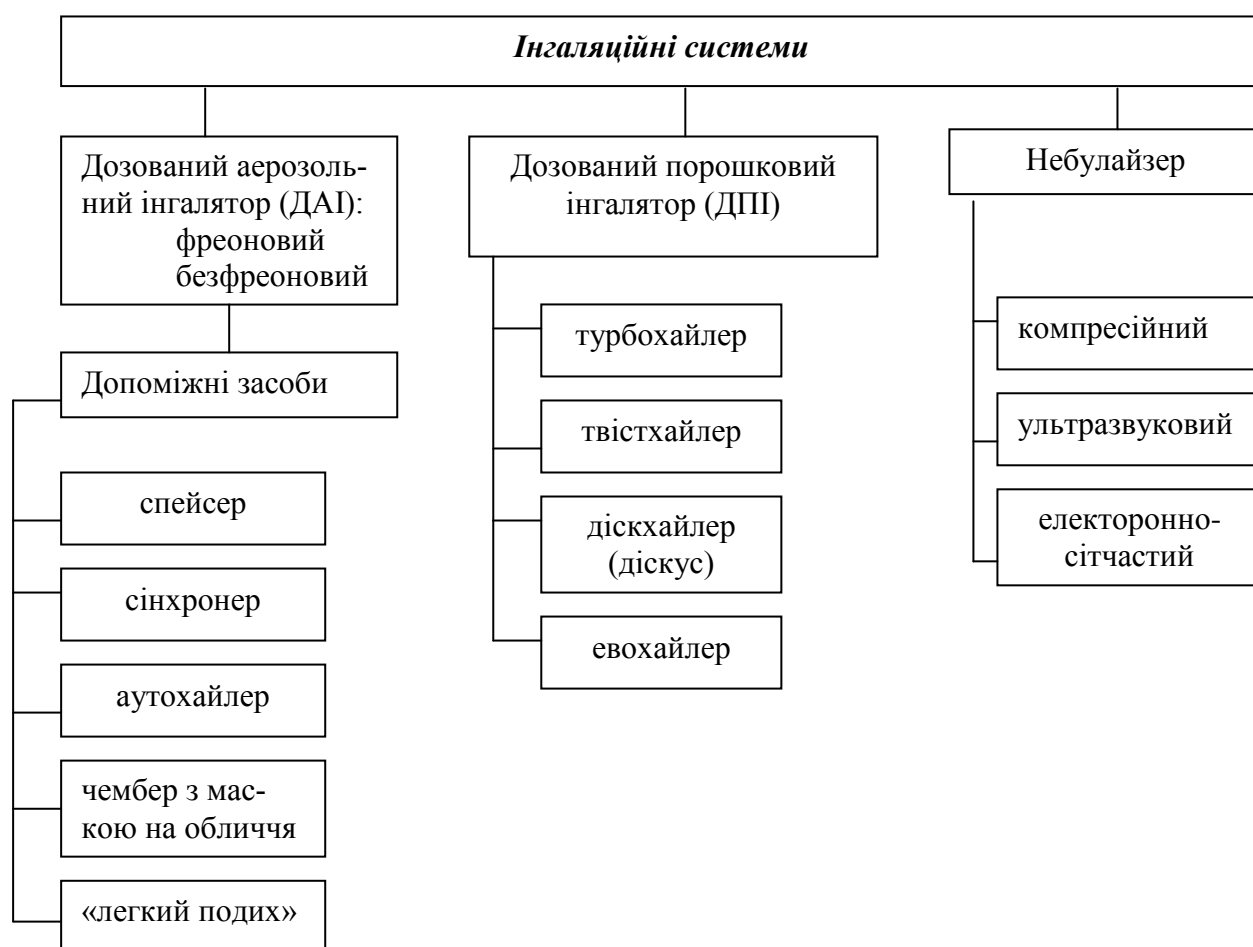 Інгаляційні системи
Дозований аерозоль-
ний інгалятор (ДАІ):
фреоновий
безфреоновий
Допоміжні засоби
спейсер
сінхронер
аутохайлер
чембер з мас-
кою на обличчя
«легкий подих»
Дозований порошковий
інгалятор (ДПІ)
турбохайлер
твістхайлер
діскхайлер
(діскус)
евохайлер
Небулайзер
компресійний
ультразвуковий
електоронно-
сітчастий